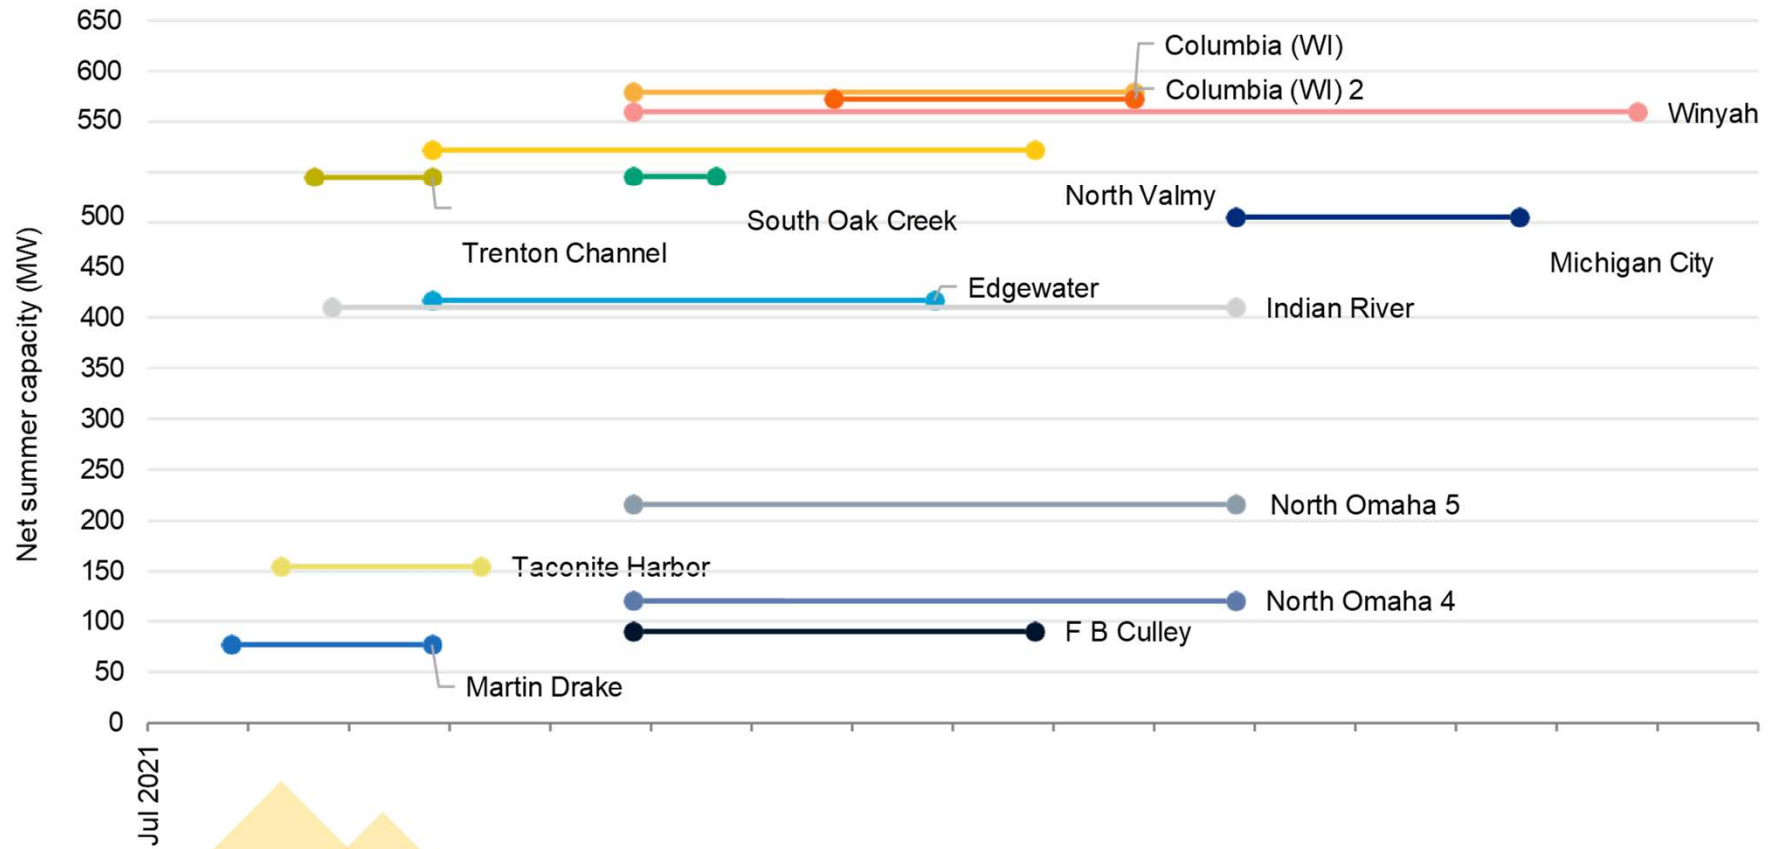 650
600
550
500
450
400
350
300
250
200
150
100
50
0
Net summer capacity (MW)
Columbia (WI)
Columbia (WI) 2
Winyah
North Valmy
South Oak Creek
Trenton Channel
Michigan City
Edgewater
Indian River
North Omaha 5
Taconite Harbor
North Omaha 4
F B Culley
Martin Drake
Jul 2021